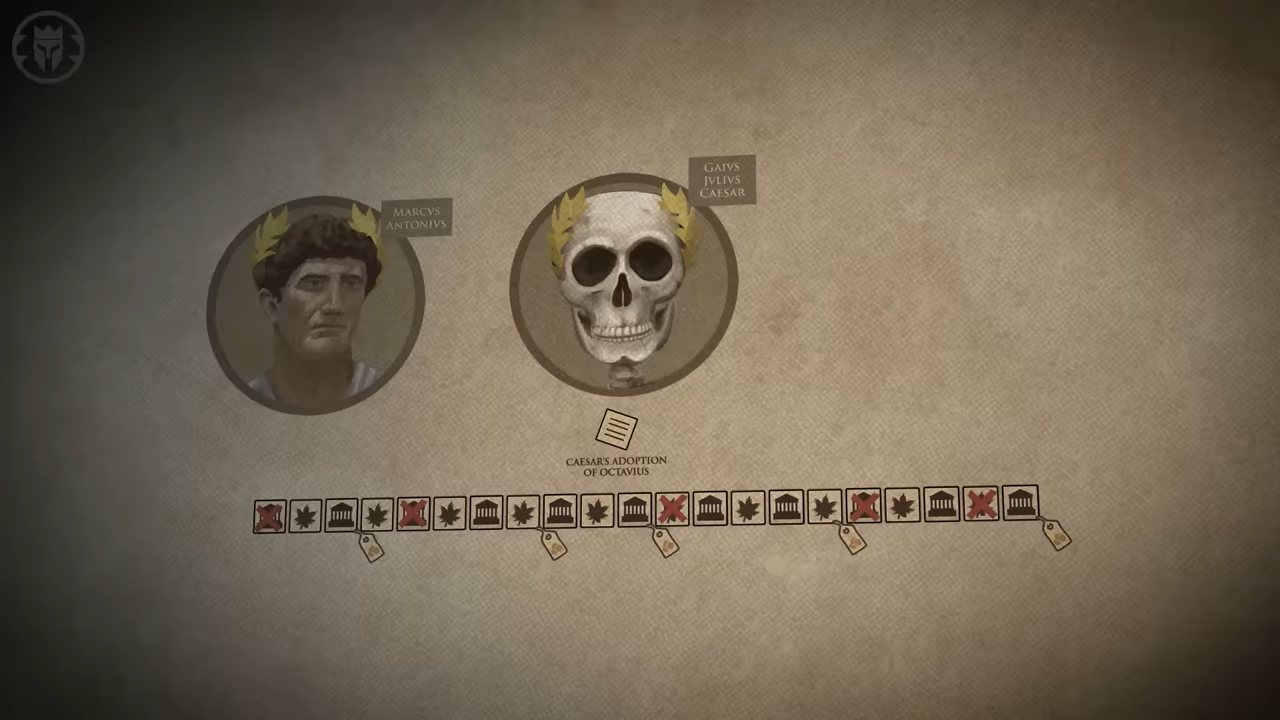 GAIVS
JVLIVS
CAESAR
MARCVS
ANTONIVS
CAESAR'S ADOPTION
OF OCTAVIUS